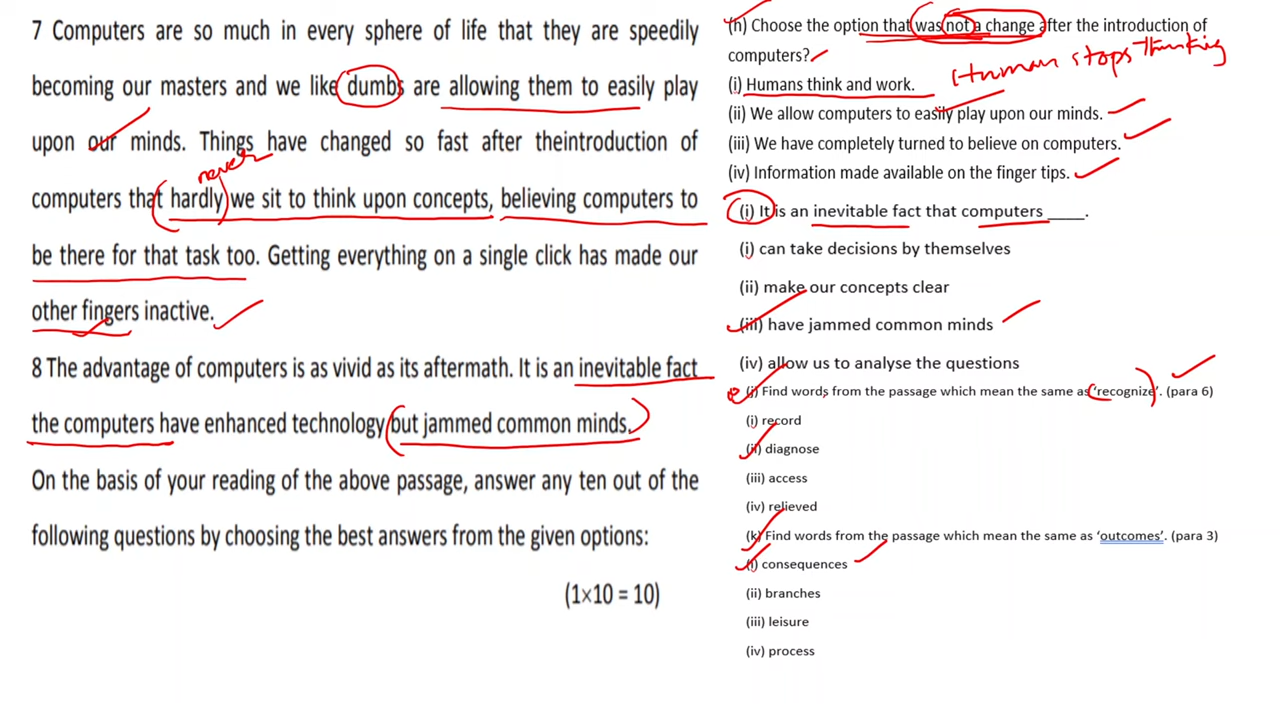 7 Computers are so much in every sphere of life that they are speedily
becoming our masters and we like dumbs are allowing them to easily play
upon our minds. Things have changed so fast after theintroduction of
never
computers that hardly we sit to think upon concepts, believing computers to
be there for that task too. Getting everything on a single click has made our
other fingers inactive.
8 The advantage of computers is as vivid as its aftermath. It is an inevitable fact
the computers have enhanced technology but jammed common minds.
On the basis of your reading of the above passage, answer any ten out of the
following questions by choosing the best answers from the given options:
(1×10 = 10)
(h) Choose the option that was not a change after the introduction of
computers?
Human stops thinking
(i) Humans think and work.
(ii) We allow computers to easily play upon our minds.
(iii) We have completely turned to believe on computers.
(iv) Information made available on the finger tips.
(i) It is an inevitable fact that computers ____.
(i) can take decisions by themselves
(ii) make our concepts clear
(iii) have jammed common minds
(iv) allow us to analyse the questions
(j) Find words from the passage which mean the same as ‘recognize’. (para 6)
(i) record
(ii) diagnose
(iii) access
(iv) relieved
(k) Find words from the passage which mean the same as ‘outcomes’. (para 3)
(i) consequences
(ii) branches
(iii) leisure
(iv) process